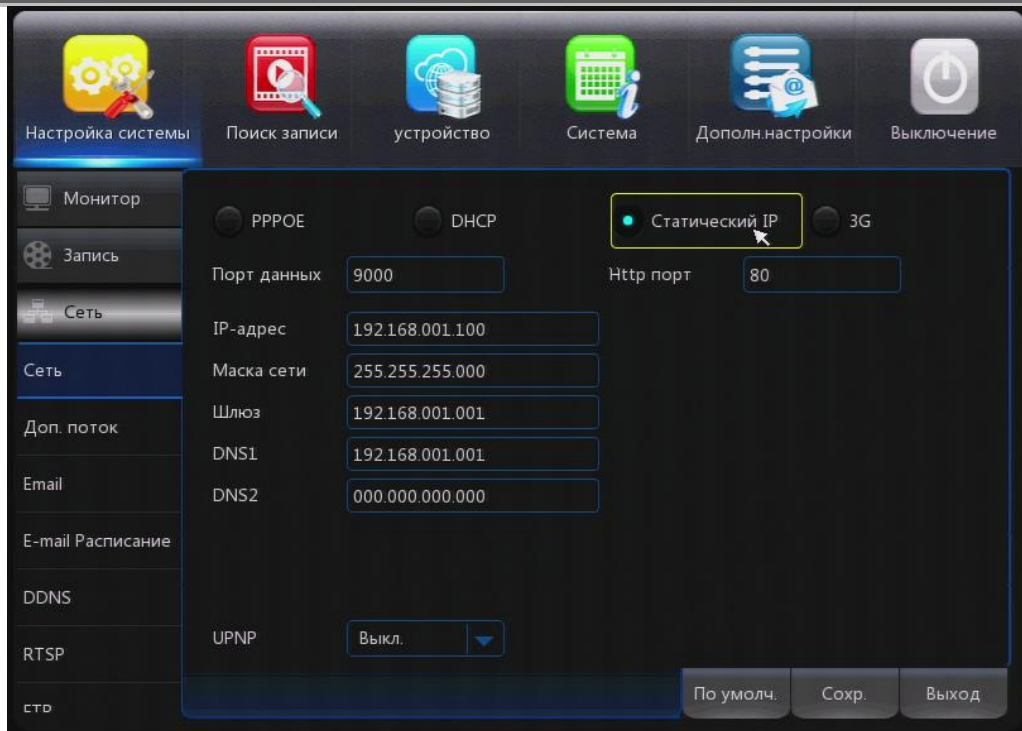 Настройка системы
Поиск записи
устройство
Система
Дополн.настройки
Выключение
Монитор
Запись
Сеть
Сеть
Доп. поток
Email
E-mail Расписание
DDNS
RTSP
FTP
PPPOE
DHCP
Статический IP
3G
Порт данных 9000
Http порт 80
IP-адрес 192.168.001.100
Маска сети 255.255.255.000
Шлюз 192.168.001.001
DNS1 192.168.001.001
DNS2 000.000.000.000
UPNP Выкл.
По умолч.
Сохр.
Выход